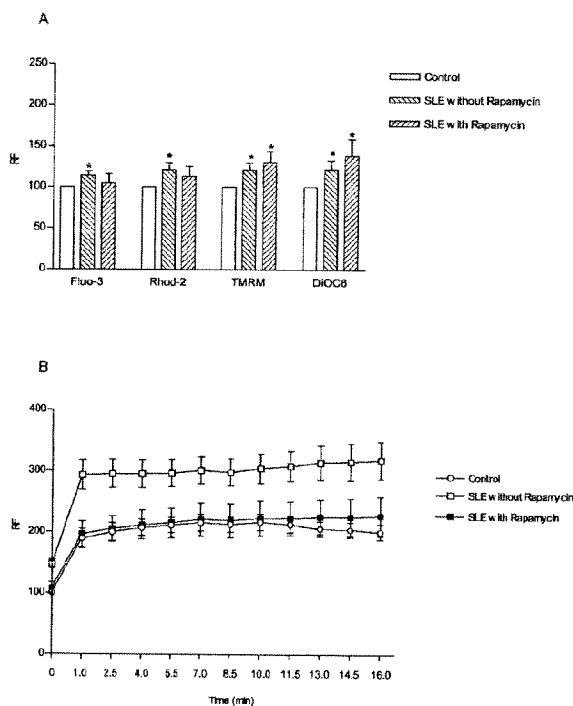 A
250
200
150
100
50
0
RF
* * * * * *
Fluo-3 Rhod-2 TMRM DiOC6
Control
SLE without Rapamycin
SLE with Rapamycin
B
400
300
200
100
0
RF
0 1.0 2.5 4.0 5.5 7.0 8.5 10.0 11.5 13.0 14.5 16.0
Time (min)
Control
SLE without Rapamycin
SLE with Rapamycin